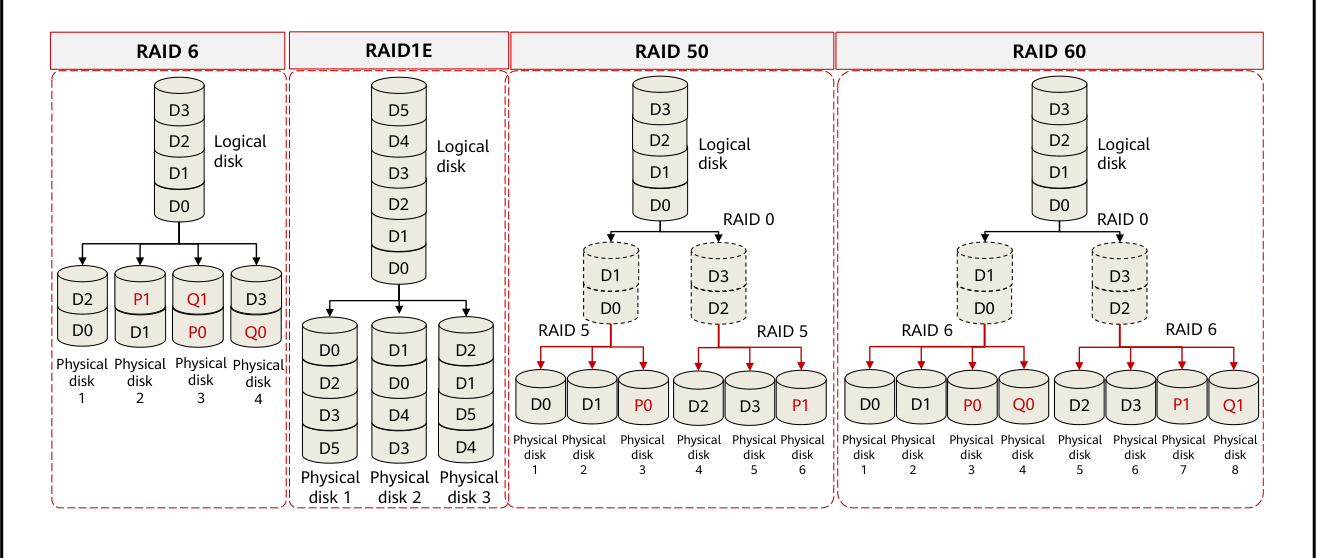 RAID 6
D3
D2
D1
D0
Logical
disk
D2
D0
P1
D1
Q1
P0
D3
Q0
Physical
disk
1
Physical
disk
2
Physical
disk
3
Physical
disk
4
RAID1E
D5
D4
D3
D2
D1
D0
Logical
disk
D0
D2
D3
D5
D1
D0
D4
D3
D2
D1
D5
D4
Physical
disk 1
Physical
disk 2
Physical
disk 3
RAID 50
D3
D2
D1
D0
Logical
disk
RAID 0
D1
D0
D3
D2
RAID 5
RAID 5
D0
D1
P0
D2
D3
P1
Physical
disk
1
Physical
disk
2
Physical
disk
3
Physical
disk
4
Physical
disk
5
Physical
disk
6
RAID 60
D3
D2
D1
D0
Logical
disk
RAID 0
D1
D0
D3
D2
RAID 6
RAID 6
D0
D1
P0
Q0
D2
D3
P1
Q1
Physical
disk
1
Physical
disk
2
Physical
disk
3
Physical
disk
4
Physical
disk
5
Physical
disk
6
Physical
disk
7
Physical
disk
8